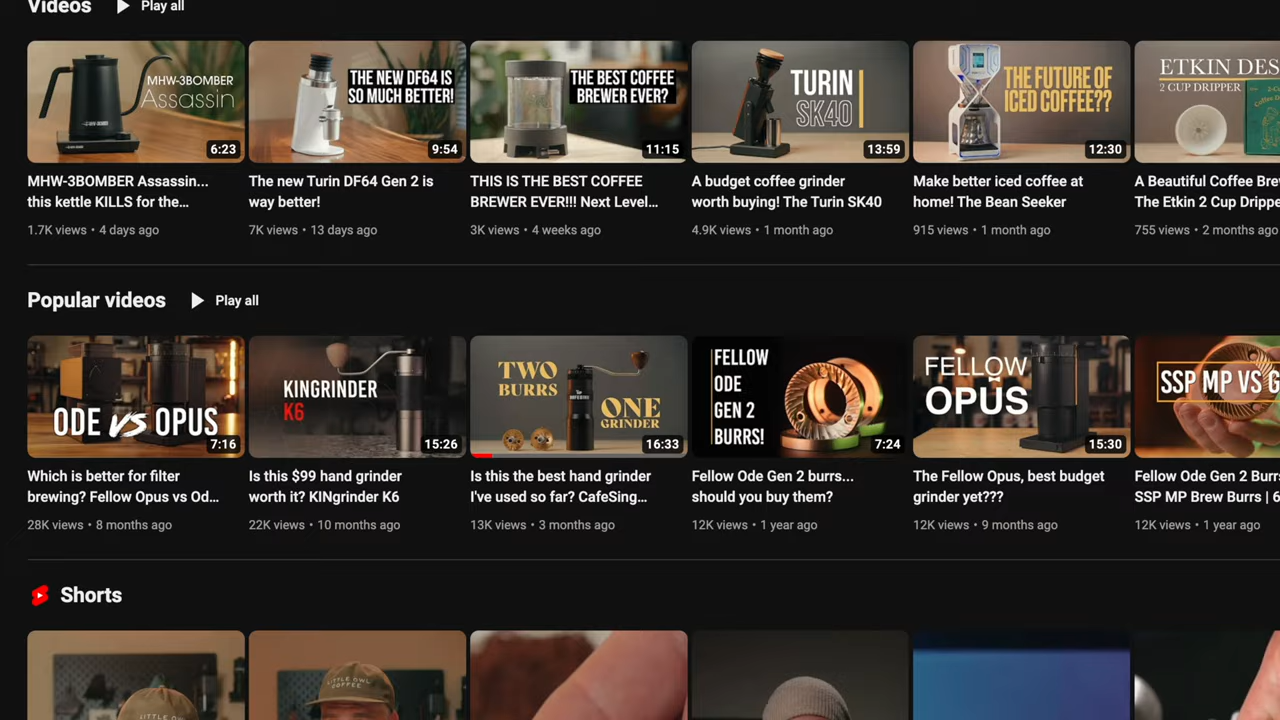 Videos Play all
MHW-3BOMBER
Assassin
6:23
THE NEW DF64 IS
SO MUCH BETTER!
9:54
THE BEST COFFEE
BREWER EVER?
11:15
TURIN
SK40
13:59
THE FUTURE OF
ICED COFFEE??
12:30
ETKIN DES
2 CUP DRIPPER
MHW-3BOMBER Assassin...
this kettle KILLS for the...
1.7K views • 4 days ago
The new Turin DF64 Gen 2 is
way better!
7K views • 13 days ago
THIS IS THE BEST COFFEE
BREWER EVER!!! Next Level...
3K views • 4 weeks ago
A budget coffee grinder
worth buying! The Turin SK40
4.9K views • 1 month ago
Make better iced coffee at
home! The Bean Seeker
915 views • 1 month ago
A Beautiful Coffee Bre
The Etkin 2 Cup Drippe
755 views • 2 months ago
Popular videos Play all
ODE vs OPUS
7:16
KINGRINDER
K6
15:26
TWO
BURRS
ONE
GRINDER
16:33
FELLOW
ODE
GEN 2
BURRS!
7:24
FELLOW
OPUS
15:30
SSP MP VS G
Which is better for filter
brewing? Fellow Opus vs Od...
28K views • 8 months ago
Is this $99 hand grinder
worth it? KINgrinder K6
22K views • 10 months ago
Is this the best hand grinder
I've used so far? CafeSing...
13K views • 3 months ago
Fellow Ode Gen 2 burrs...
should you buy them?
12K views • 1 year ago
The Fellow Opus, best budget
grinder yet???
12K views • 9 months ago
Fellow Ode Gen 2 Burr
SSP MP Brew Burrs | 6
12K views • 1 year ago
Shorts
LITTLE OWL
LITTLE OWL
COFFEE